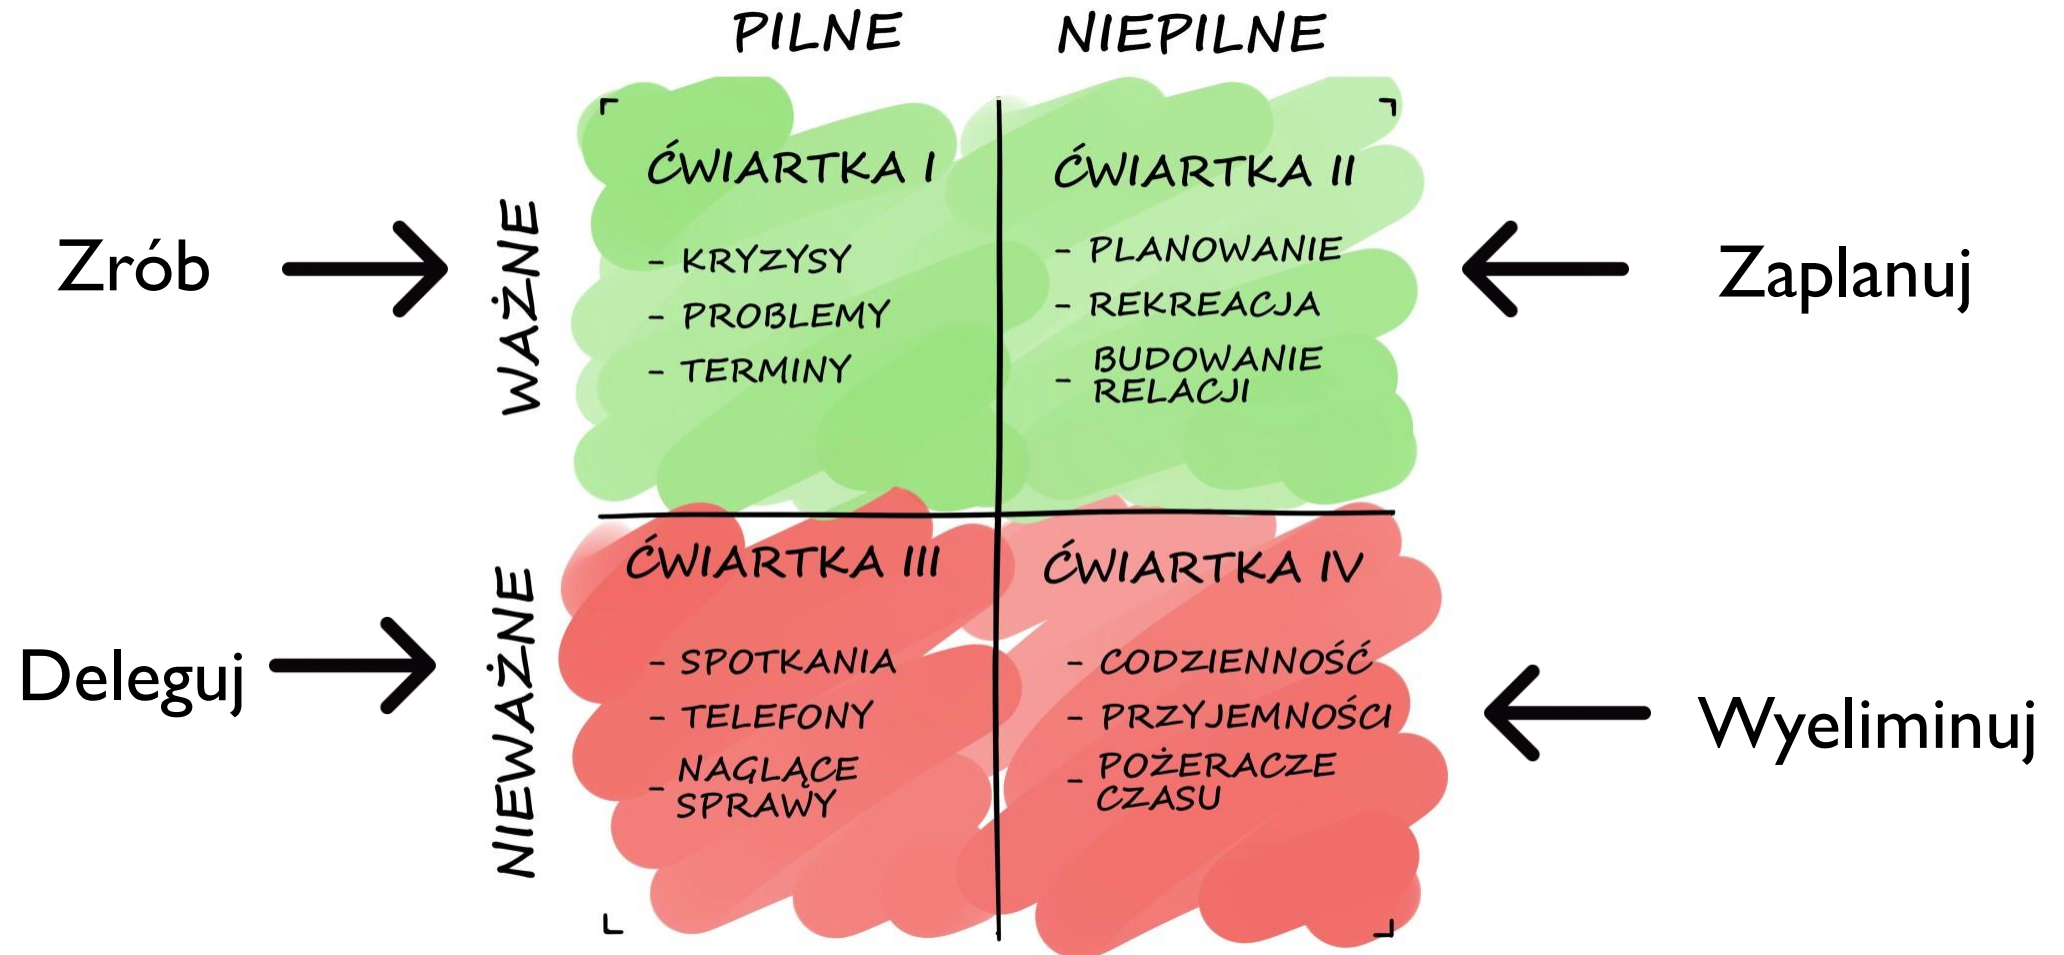 PILNE
NIEPILNE
WAŻNE
Zrób
ĆWIARTKA I
- KRYZYSY
- PROBLEMY
- TERMINY
ĆWIARTKA II
- PLANOWANIE
- REKREACJA
- BUDOWANIE
RELACJI
Zaplanuj
NIEWAŻNE
Deleguj
ĆWIARTKA III
- SPOTKANIA
- TELEFONY
- NAGLĄCE
SPRAWY
ĆWIARTKA IV
- CODZIENNOŚĆ
- PRZYJEMNOŚCI
- POŻERACZE
CZASU
Wyeliminuj